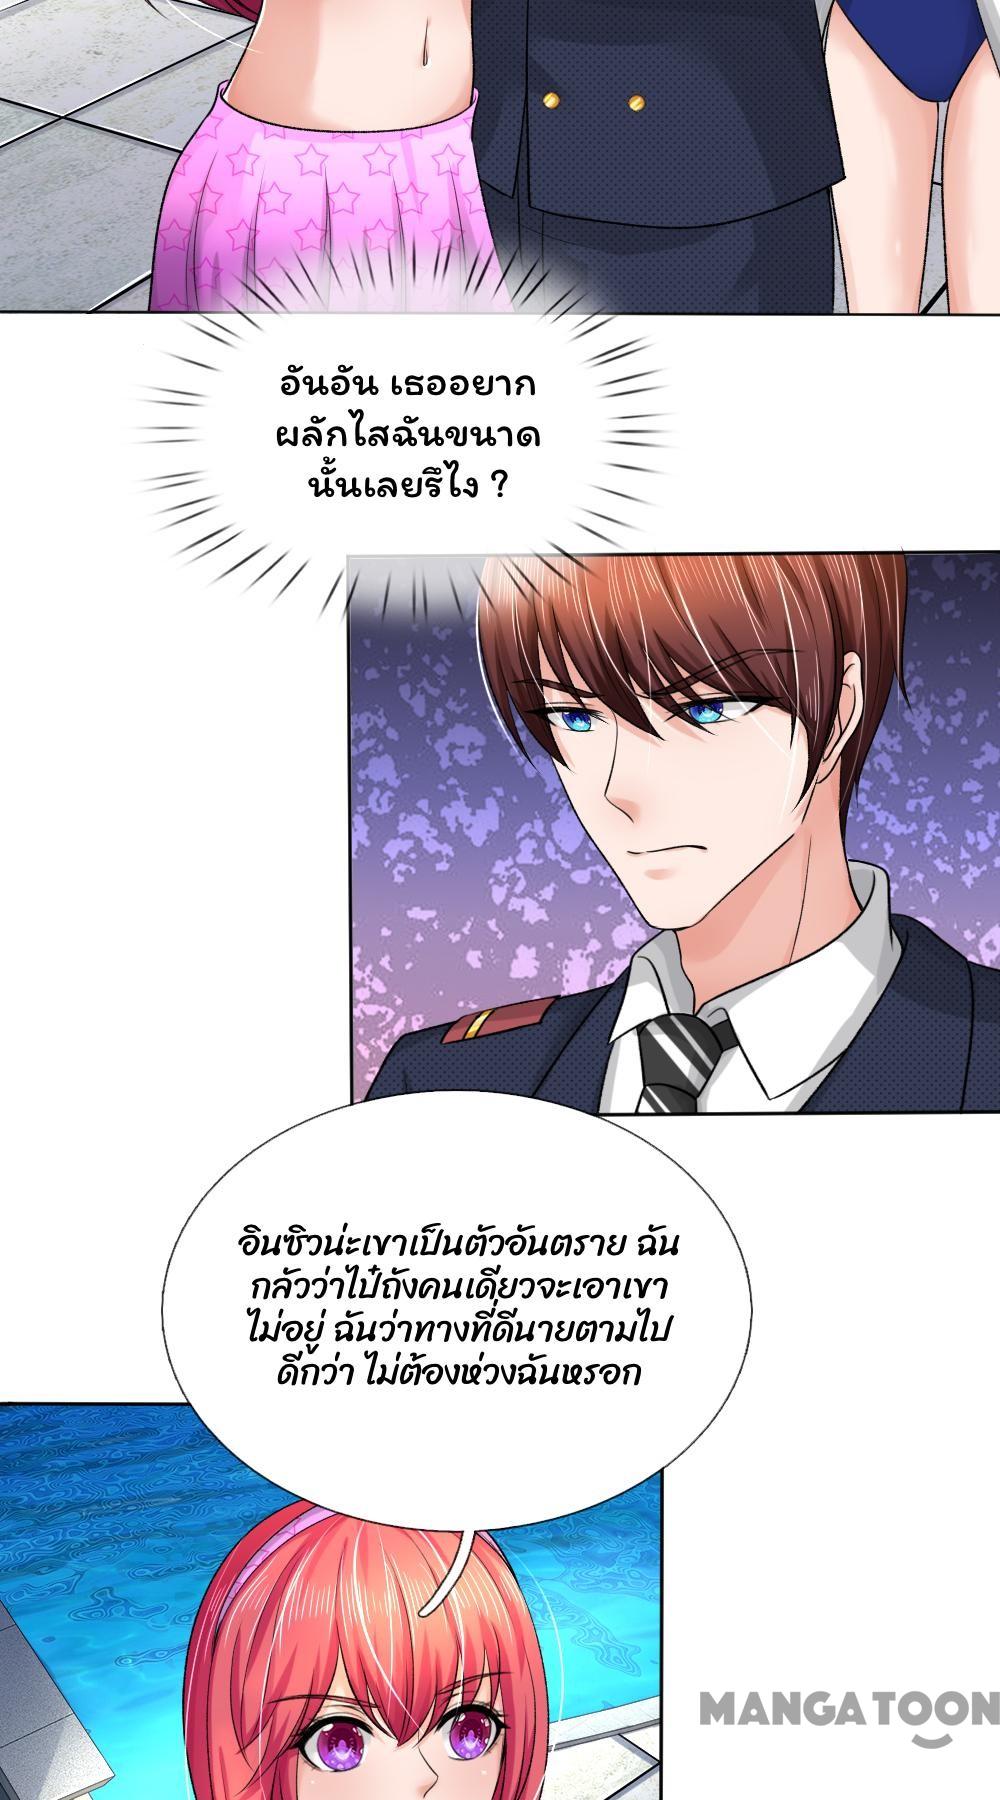 อันอัน เธออยาก
ผลักไสฉันขนาด
นั้นเลยรึไง ?
อินซิวน่ะเขาเป็นตัวอันตราย ฉัน
กลัวว่าไป๋ถังคนเดียวจะเอาเขา
ไม่อยู่ ฉันว่าทางที่ดีนายตามไป
ดีกว่า ไม่ต้องห่วงฉันหรอก
MANGATOON